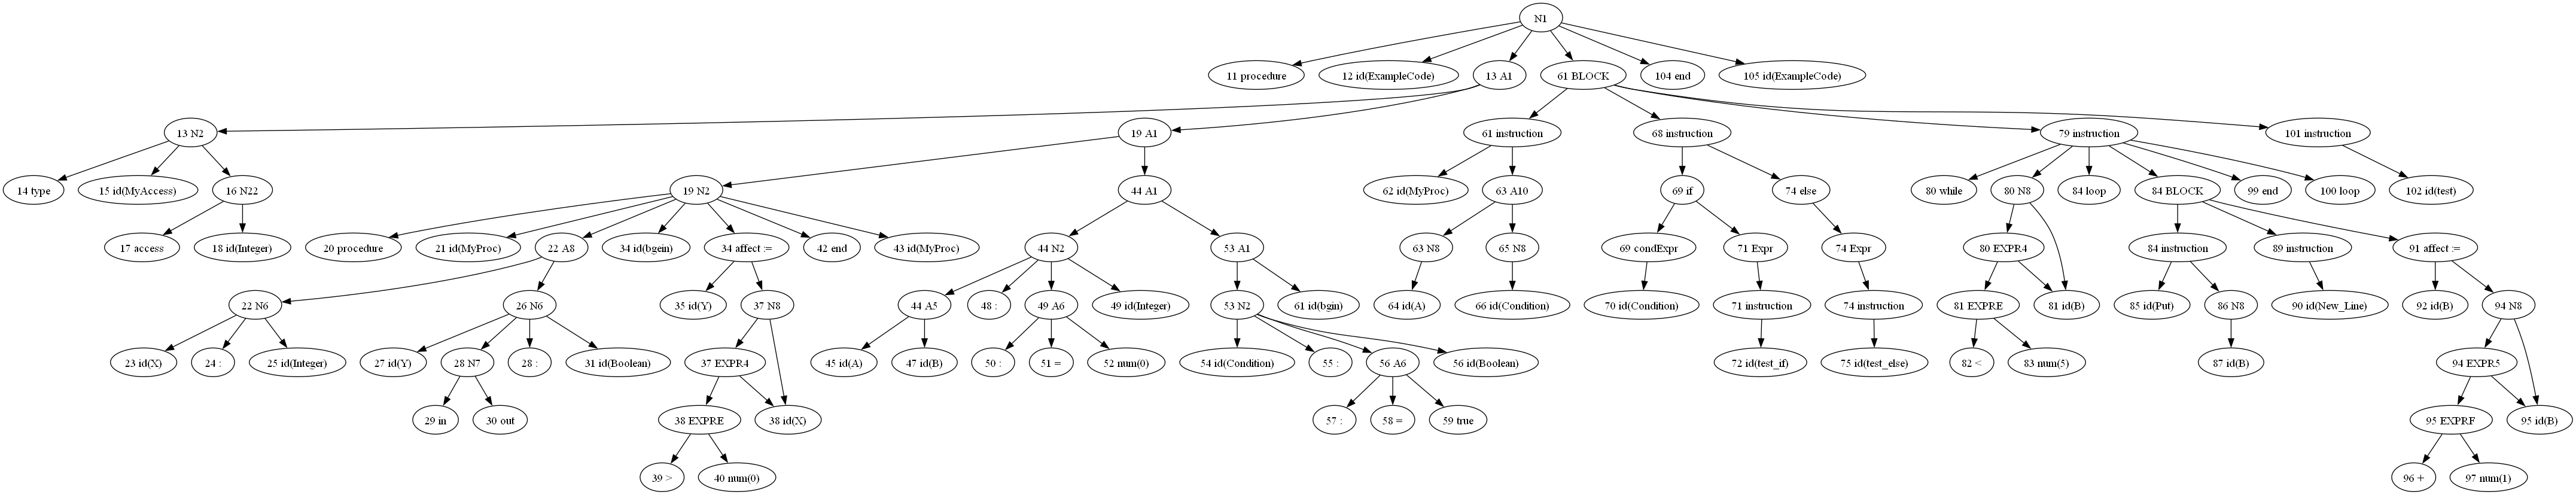 N1
11 procedure
12 id(ExampleCode)
13 A1
61 BLOCK
104 end
105 id(ExampleCode)
13 N2
19 A1
61 instruction
68 instruction
79 instruction
101 instruction
14 type
15 id(MyAccess)
16 N22
19 N2
44 A1
62 id(MyProc)
63 A10
69 if
74 else
80 while
80 N8
84 loop
84 BLOCK
99 end
100 loop
102 id(test)
17 access
18 id(Integer)
20 procedure
21 id(MyProc)
22 A8
34 id(bgein)
34 affect :=
42 end
43 id(MyProc)
44 N2
53 A1
63 N8
65 N8
69 condExpr
71 Expr
74 Expr
80 EXPR4
84 instruction
89 instruction
91 affect :=
22 N6
26 N6
35 id(Y)
37 N8
44 A5
48 :
49 A6
49 id(Integer)
53 N2
61 id(bgin)
64 id(A)
66 id(Condition)
70 id(Condition)
71 instruction
74 instruction
81 EXPRE
81 id(B)
85 id(Put)
86 N8
90 id(New_Line)
92 id(B)
94 N8
23 id(X)
24 :
25 id(Integer)
27 id(Y)
28 N7
28 :
31 id(Boolean)
37 EXPR4
45 id(A)
47 id(B)
50 :
51 =
52 num(0)
54 id(Condition)
55 :
56 A6
56 id(Boolean)
72 id(test_if)
75 id(test_else)
82 <
83 num(5)
87 id(B)
94 EXPR5
29 in
30 out
38 EXPRE
38 id(X)
57 :
58 =
59 true
95 EXPRF
95 id(B)
39 >
40 num(0)
96 +
97 num(1)